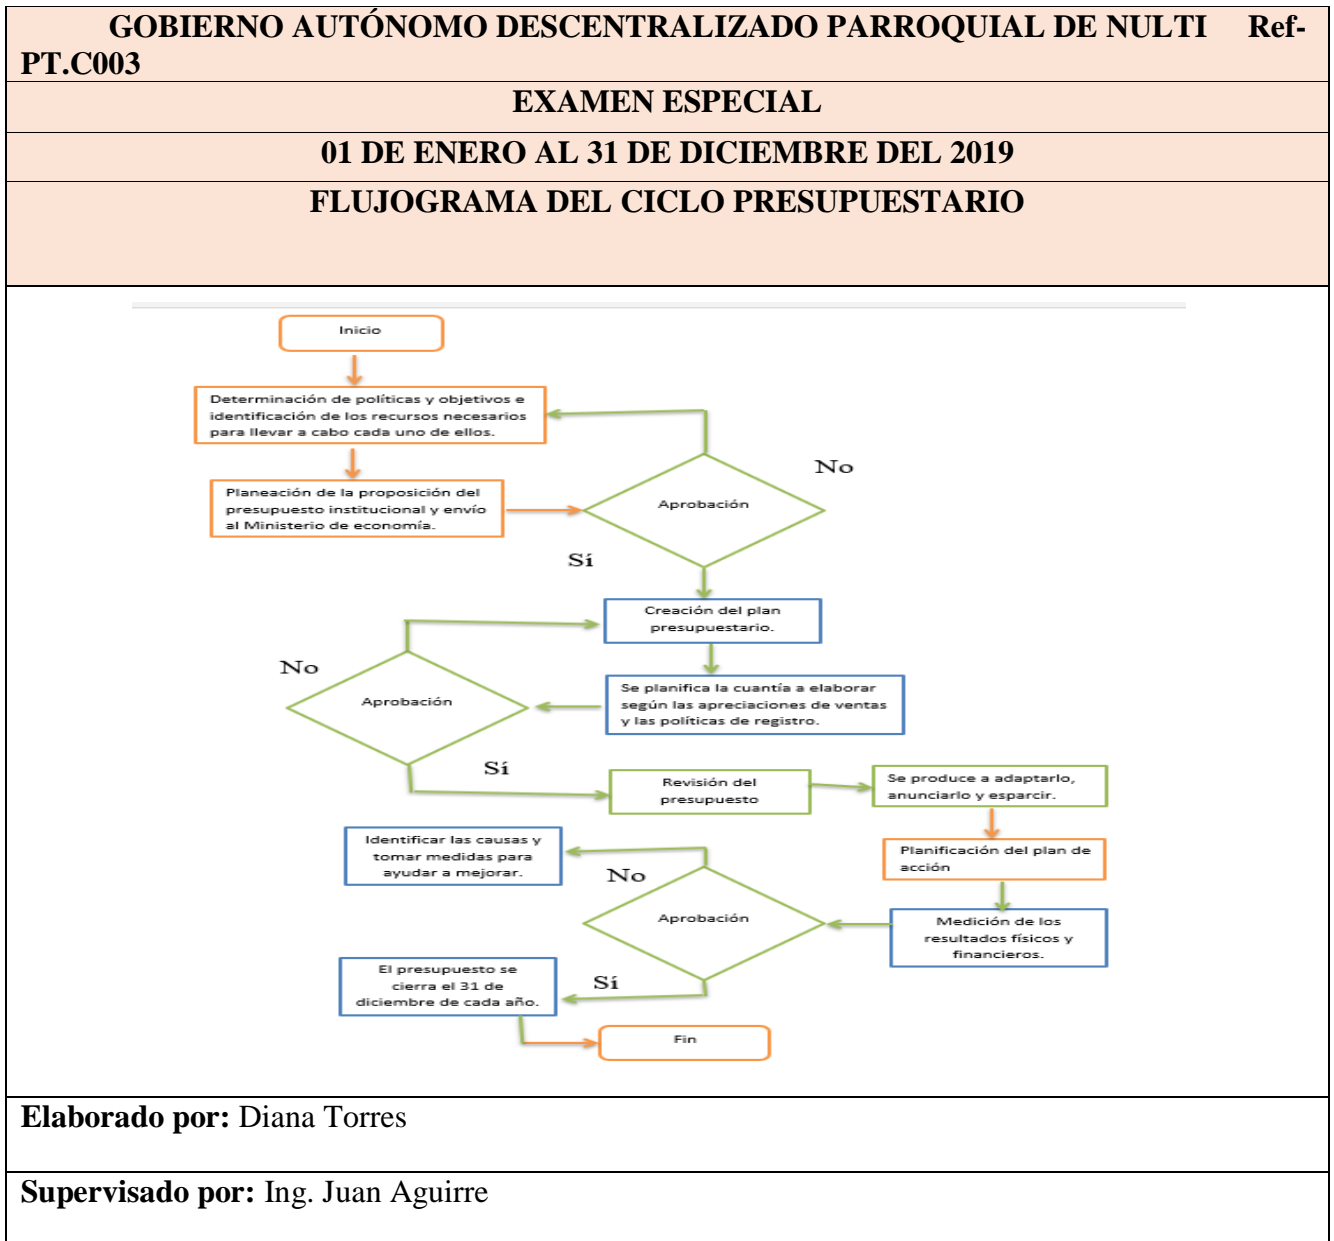 GOBIERNO AUTÓNOMO DESCENTRALIZADO PARROQUIAL DE NULTI Ref-
PT.C003
EXAMEN ESPECIAL
01 DE ENERO AL 31 DE DICIEMBRE DEL 2019
FLUJOGRAMA DEL CICLO PRESUPUESTARIO
Inicio
Determinación de políticas y objetivos e
identificación de los recursos necesarios
para llevar a cabo cada uno de ellos.
Planeación de la proposición del
presupuesto institucional y envío
al Ministerio de economía.
Aprobación
No
Sí
Creación del plan
presupuestario.
Se planifica la cuantía a elaborar
según las apreciaciones de ventas
y las políticas de registro.
No
Aprobación
Sí
Revisión del
presupuesto
Se produce a adaptarlo,
anunciarlo y esparcir.
Planificación del plan de
acción
Medición de los
resultados físicos y
financieros.
Aprobación
No
Identificar las causas y
tomar medidas para
ayudar a mejorar.
Sí
El presupuesto se
cierra el 31 de
diciembre de cada año.
Fin
Elaborado por: Diana Torres
Supervisado por: Ing. Juan Aguirre